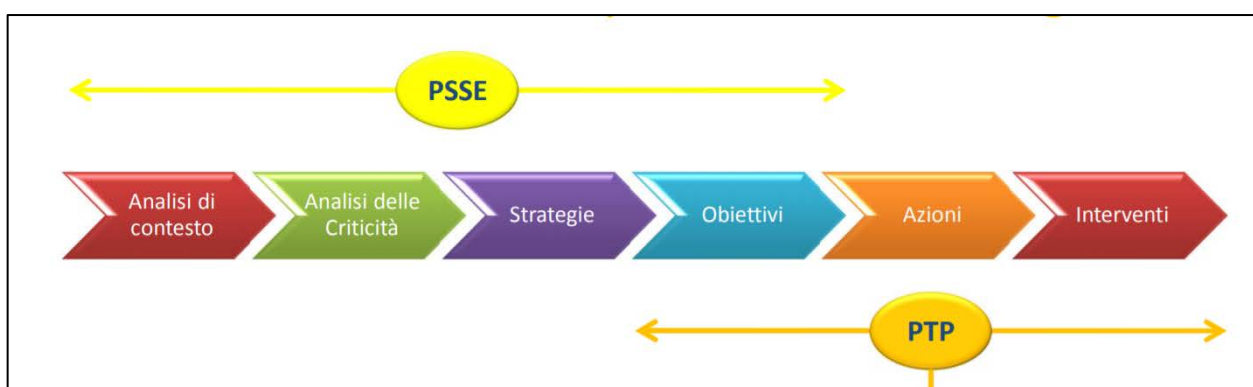 PSSE
Analisi di
contesto
Analisi delle
Criticità
Strategie
Obiettivi
Azioni
Interventi
PTP